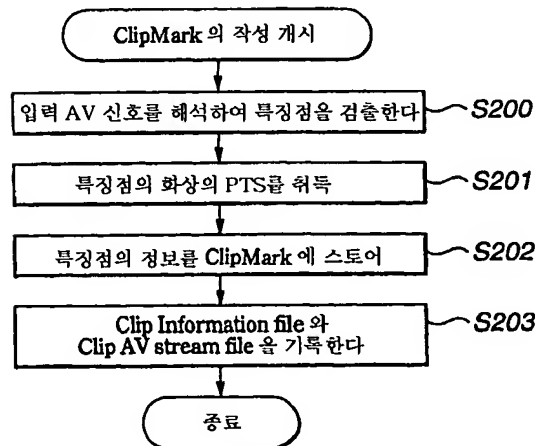 ClipMark 의 작성 개시
입력 AV 신호를 해석하여 특징점을 검출한다
S200
특징점의 화상의 PTS를 취득
S201
특징점의 정보를 ClipMark 에 스토어
S202
Clip Information file 와
Clip AV stream file 을 기록한다
S203
종료